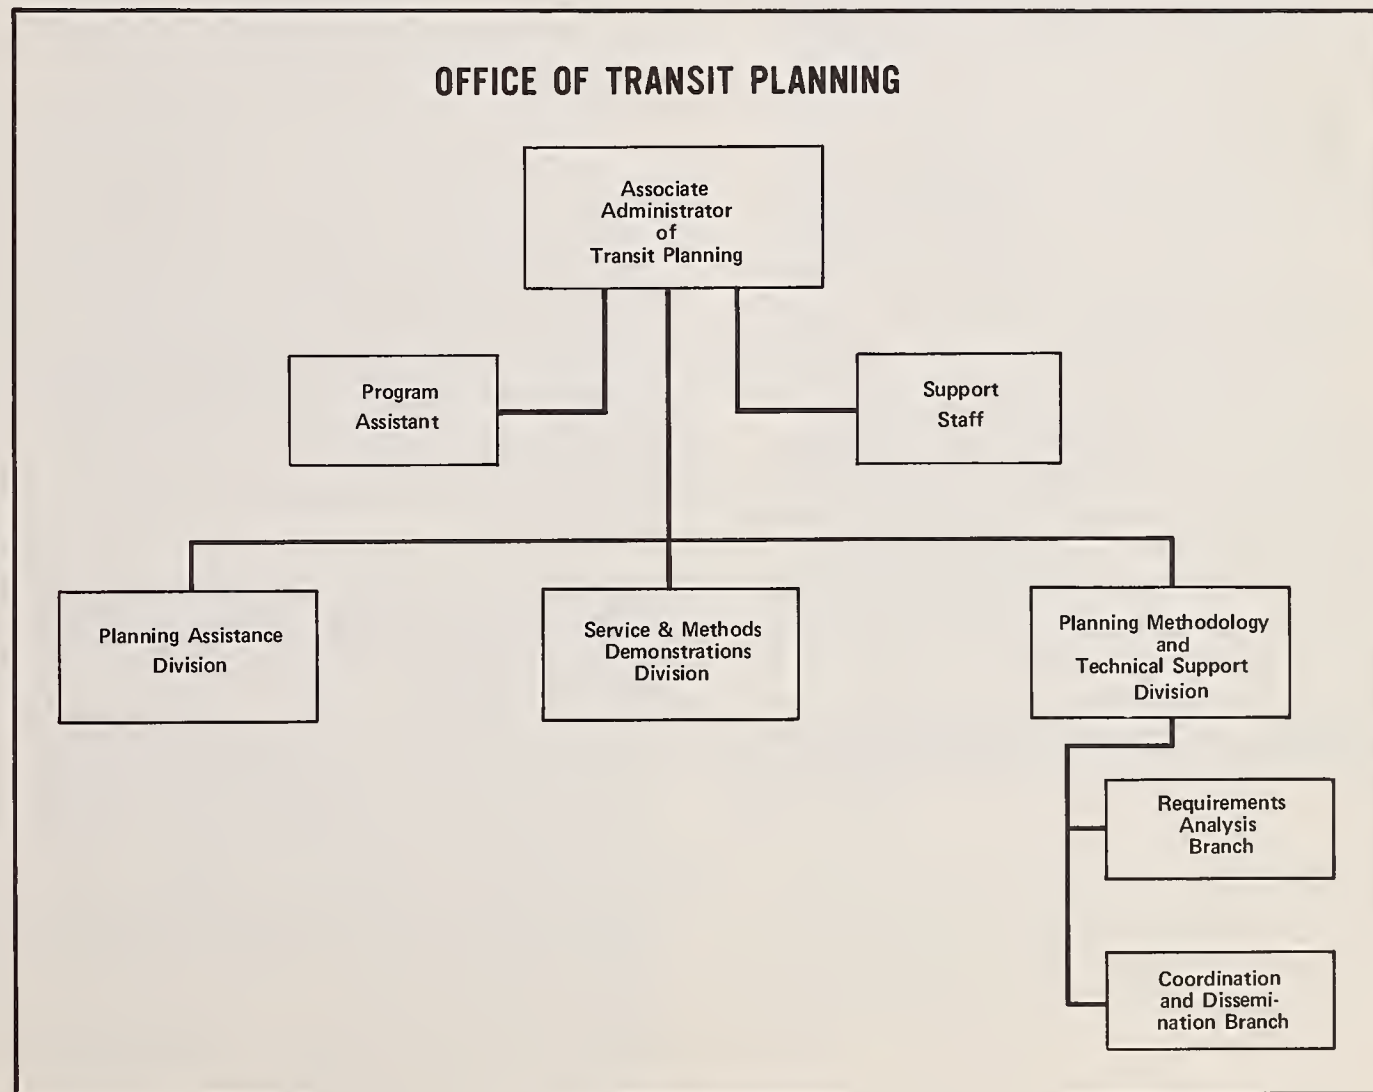 OFFICE OF TRANSIT PLANNING
Associate
Administrator
of
Transit Planning
Program
Assistant
Support
Staff
Planning Assistance
Division
Service & Methods
Demonstrations
Division
Planning Methodology
and
Technical Support
Division
Requirements
Analysis
Branch
Coordination
and Dissemi-
nation Branch